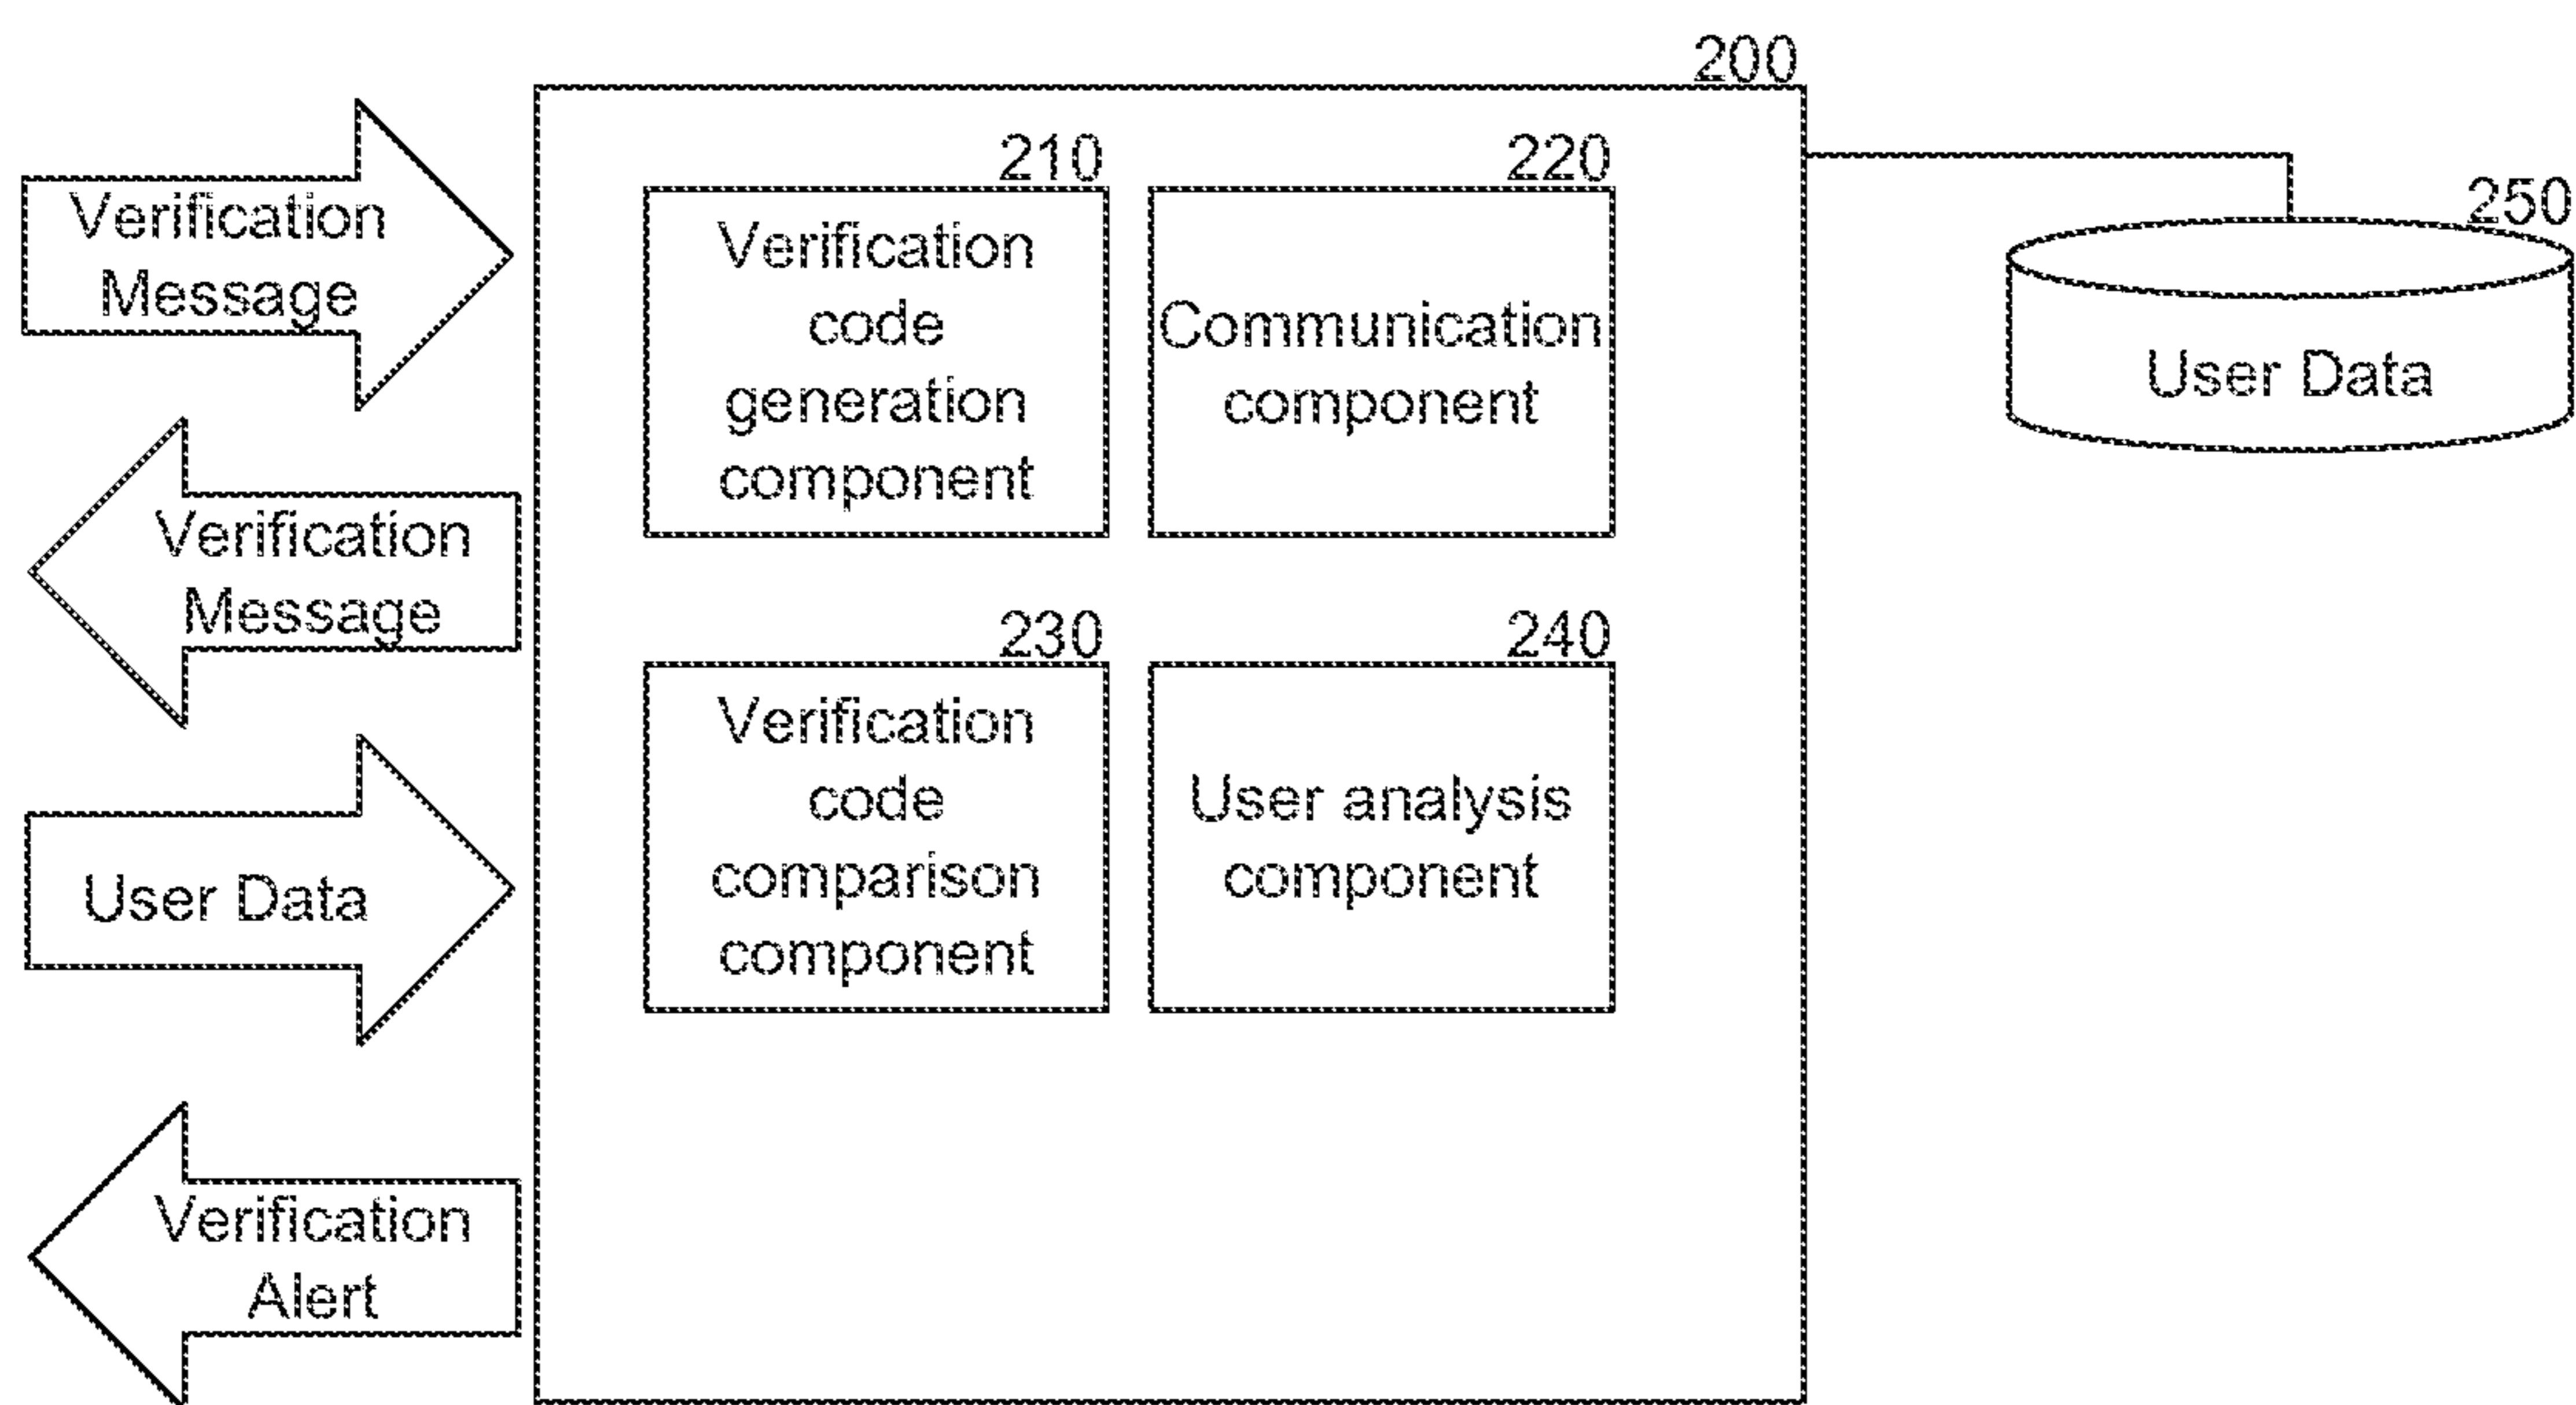 200
210
220
250
Verification
Message
Verification
code
generation
component
Communication
component
User Data
Verification
Message
230
240
Verification
code
comparison
component
User analysis
component
User Data
Verification
Alert